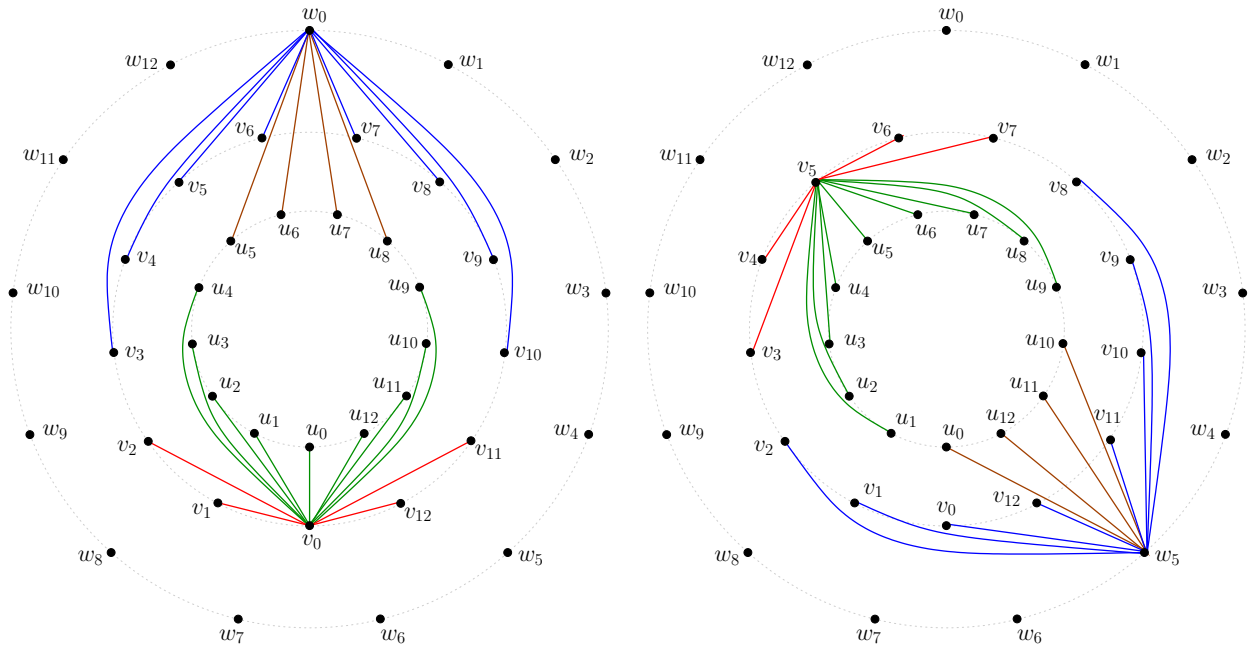 w₀
w₁₂ w₁
v₆ v₇
w₁₁ w₂
v₅ v₈
u₆ u₇
u₅ u₈
v₄ v₉
w₁₀ u₄ u₉ w₃
v₃ u₃ u₁₀ v₁₀
u₂ u₁₁
w₉ v₂ u₁ u₀ u₁₂ v₁₁ w₄
v₁ v₁₂
v₀
w₈ w₅
w₇ w₆
w₀
w₁₂ w₁
v₆ v₇
w₁₁ v₅ w₂
v₈
u₆ u₇
u₅ u₈
v₄ v₉
w₁₀ u₄ u₉ w₃
v₃ u₃ u₁₀ v₁₀
u₂ u₁₁
w₉ v₂ u₁ u₀ u₁₂ v₁₁ w₄
v₁ v₀ v₁₂
w₈ w₅
w₇ w₆